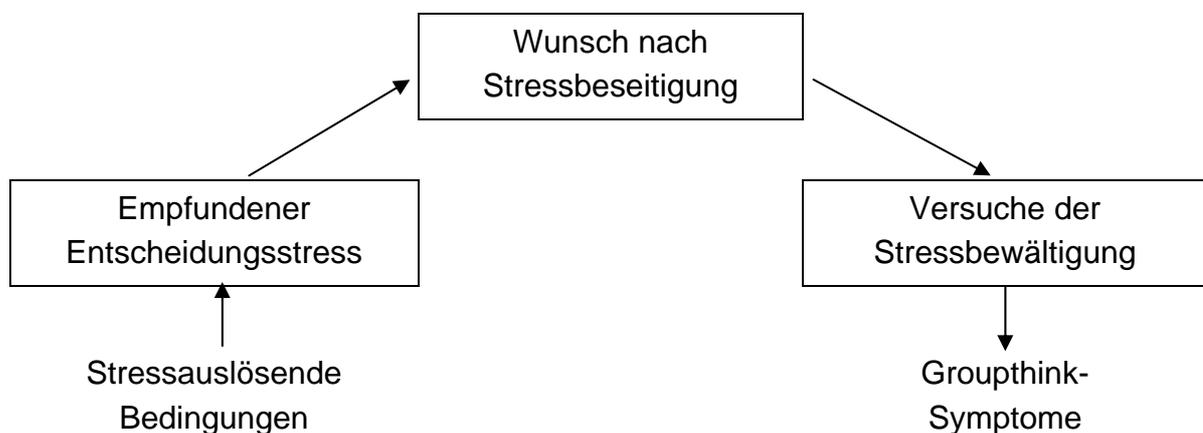 Wunsch nach
Stressbeseitigung
Empfundener
Entscheidungsstress
Versuche der
Stressbewältigung
Stressauslösende
Bedingungen
Groupthink-
Symptome